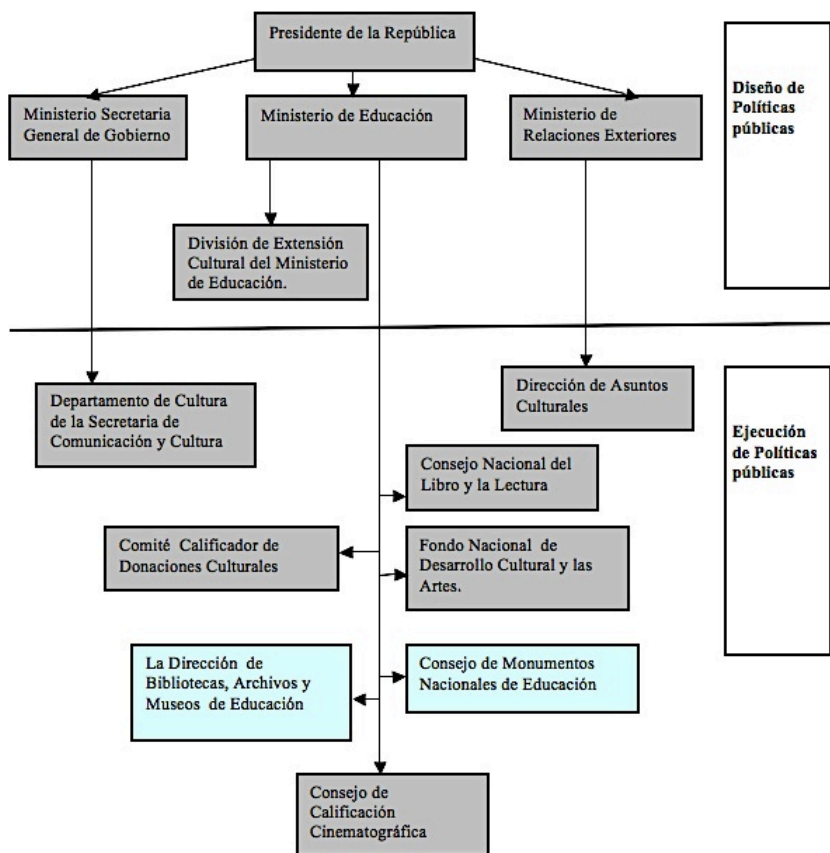 Presidente de la República
Ministerio Secretaria
General de Gobierno
Ministerio de Educación
Ministerio de
Relaciones Exteriores
Diseño de
Políticas
públicas
División de Extensión
Cultural del Ministerio
de Educación.
Departamento de Cultura
de la Secretaria de
Comunicación y Cultura
Dirección de Asuntos
Culturales
Ejecución
de Políticas
públicas
Consejo Nacional del
Libro y la Lectura
Comité Calificador de
Donaciones Culturales
Fondo Nacional de
Desarrollo Cultural y las
Artes.
La Dirección de
Bibliotecas, Archivos y
Museos de Educación
Consejo de Monumentos
Nacionales de Educación
Consejo de
Calificación
Cinematográfica